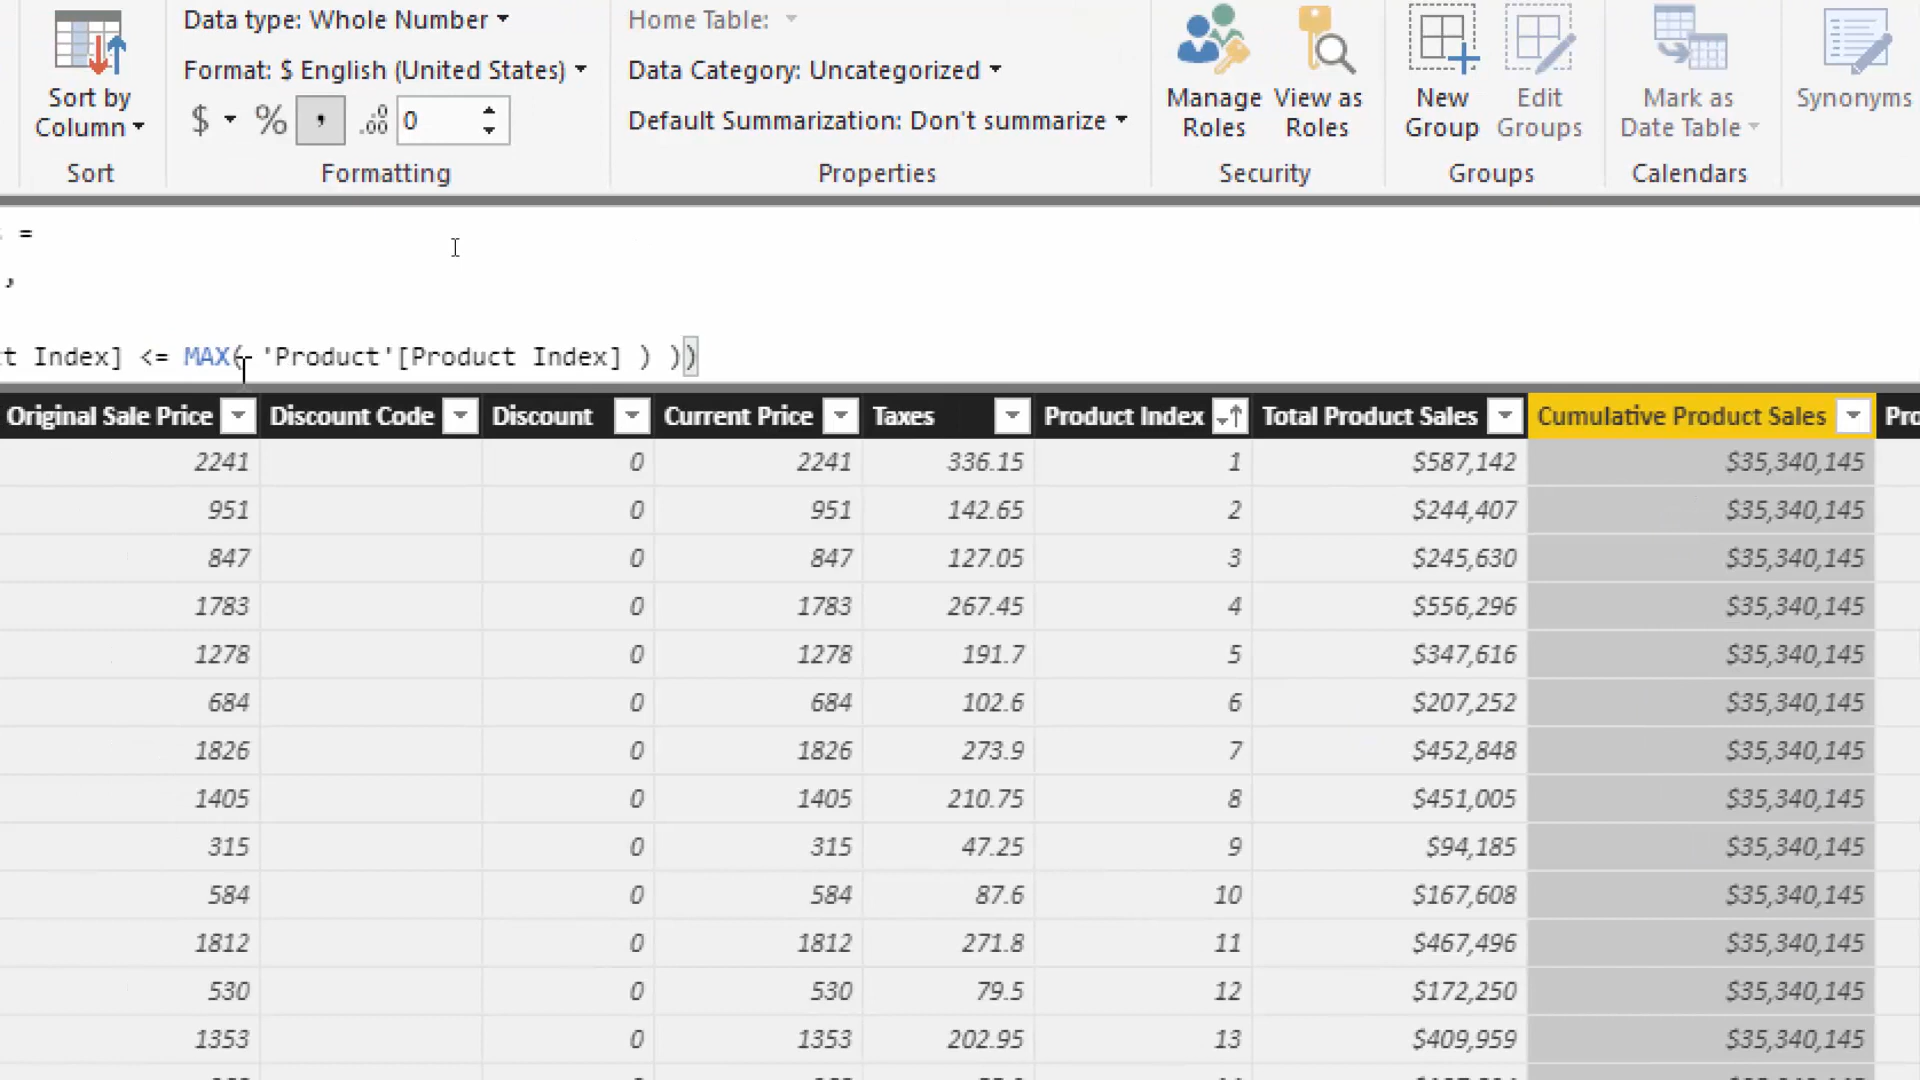 Data type: Whole Number
Home Table:
Format: $ English (United States)
Data Category: Uncategorized
Sort by
Column
$ % , .00 0
Default Summarization: Don't summarize
Manage
Roles
View as
Roles
New
Group
Edit
Groups
Mark as
Date Table
Synonyms
Sort
Formatting
Properties
Security
Groups
Calendars
=
,
ct Index] <= MAX( 'Product'[Product Index] ) ))
Original Sale Price Discount Code Discount Current Price Taxes Product Index Total Product Sales Cumulative Product Sales Pro
2241 0 2241 336.15 1 $587,142 $35,340,145
951 0 951 142.65 2 $244,407 $35,340,145
847 0 847 127.05 3 $245,630 $35,340,145
1783 0 1783 267.45 4 $556,296 $35,340,145
1278 0 1278 191.7 5 $347,616 $35,340,145
684 0 684 102.6 6 $207,252 $35,340,145
1826 0 1826 273.9 7 $452,848 $35,340,145
1405 0 1405 210.75 8 $451,005 $35,340,145
315 0 315 47.25 9 $94,185 $35,340,145
584 0 584 87.6 10 $167,608 $35,340,145
1812 0 1812 271.8 11 $467,496 $35,340,145
530 0 530 79.5 12 $172,250 $35,340,145
1353 0 1353 202.95 13 $409,959 $35,340,145